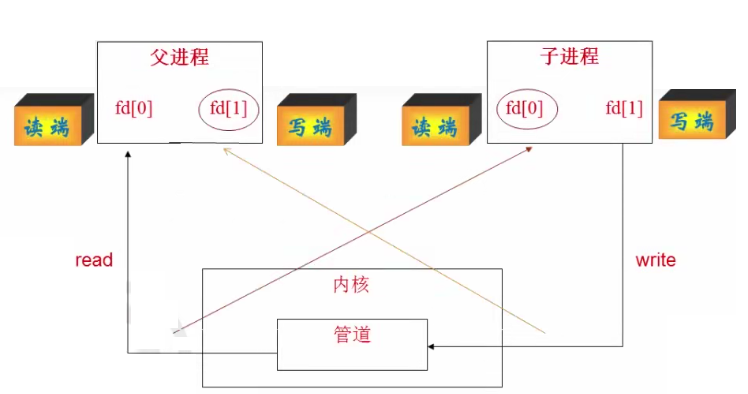 父进程
子进程
读端
fd[0]
fd[1]
写端
读端
fd[0]
fd[1]
写端
read
write
内核
管道